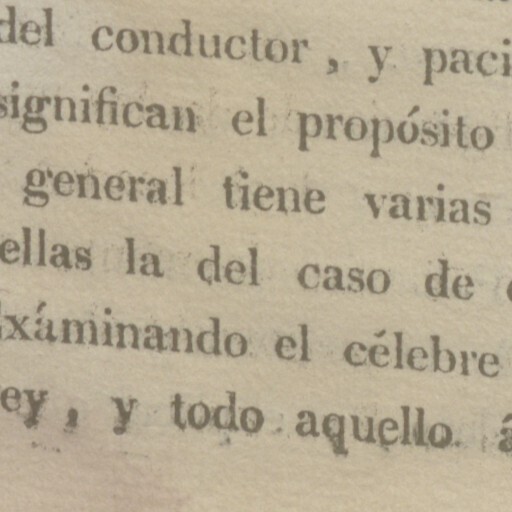 del conductor, y paci
significan el propósito
general tiene varias
ellas la del caso de
Exáminando el célebre
ey, y todo aquello á